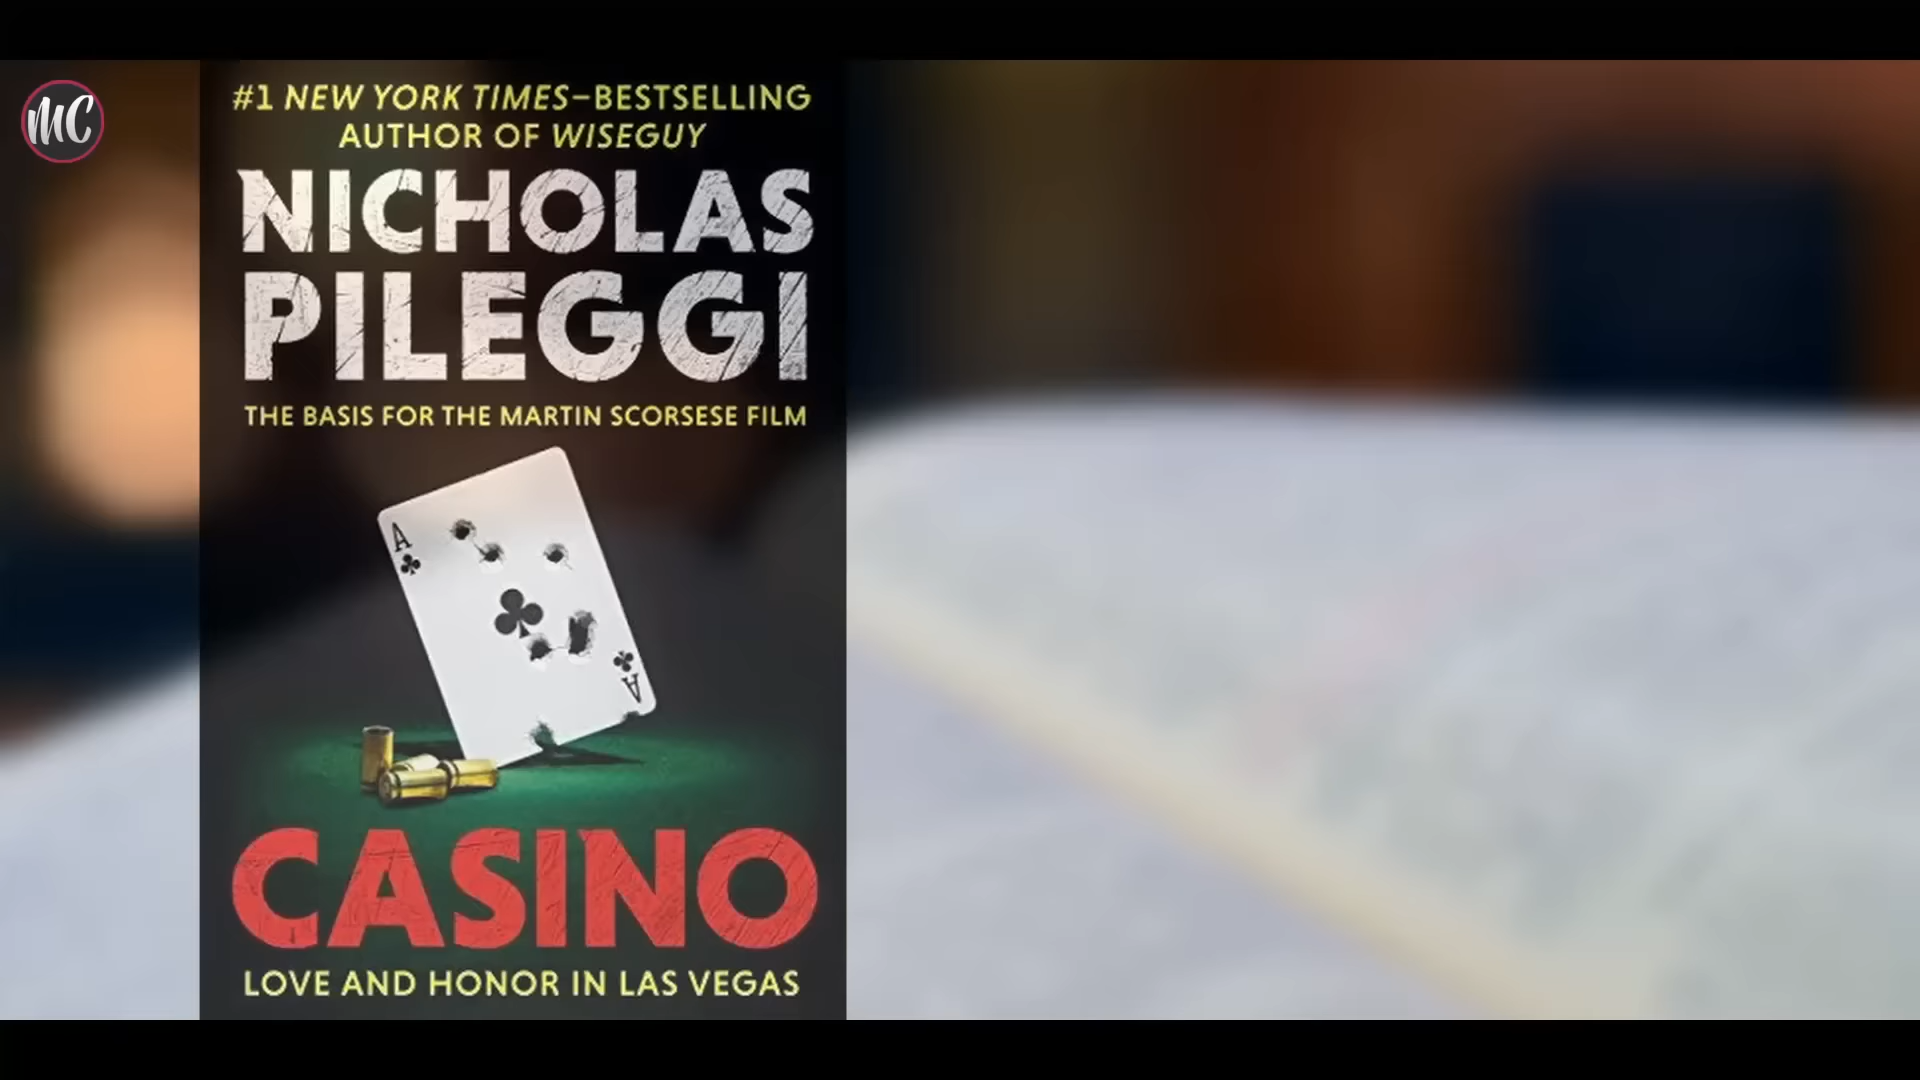 MC
#1 NEW YORK TIMES–BESTSELLING
AUTHOR OF WISEGUY
NICHOLAS
PILEGGI
THE BASIS FOR THE MARTIN SCORSESE FILM
A
A
CASINO
LOVE AND HONOR IN LAS VEGAS